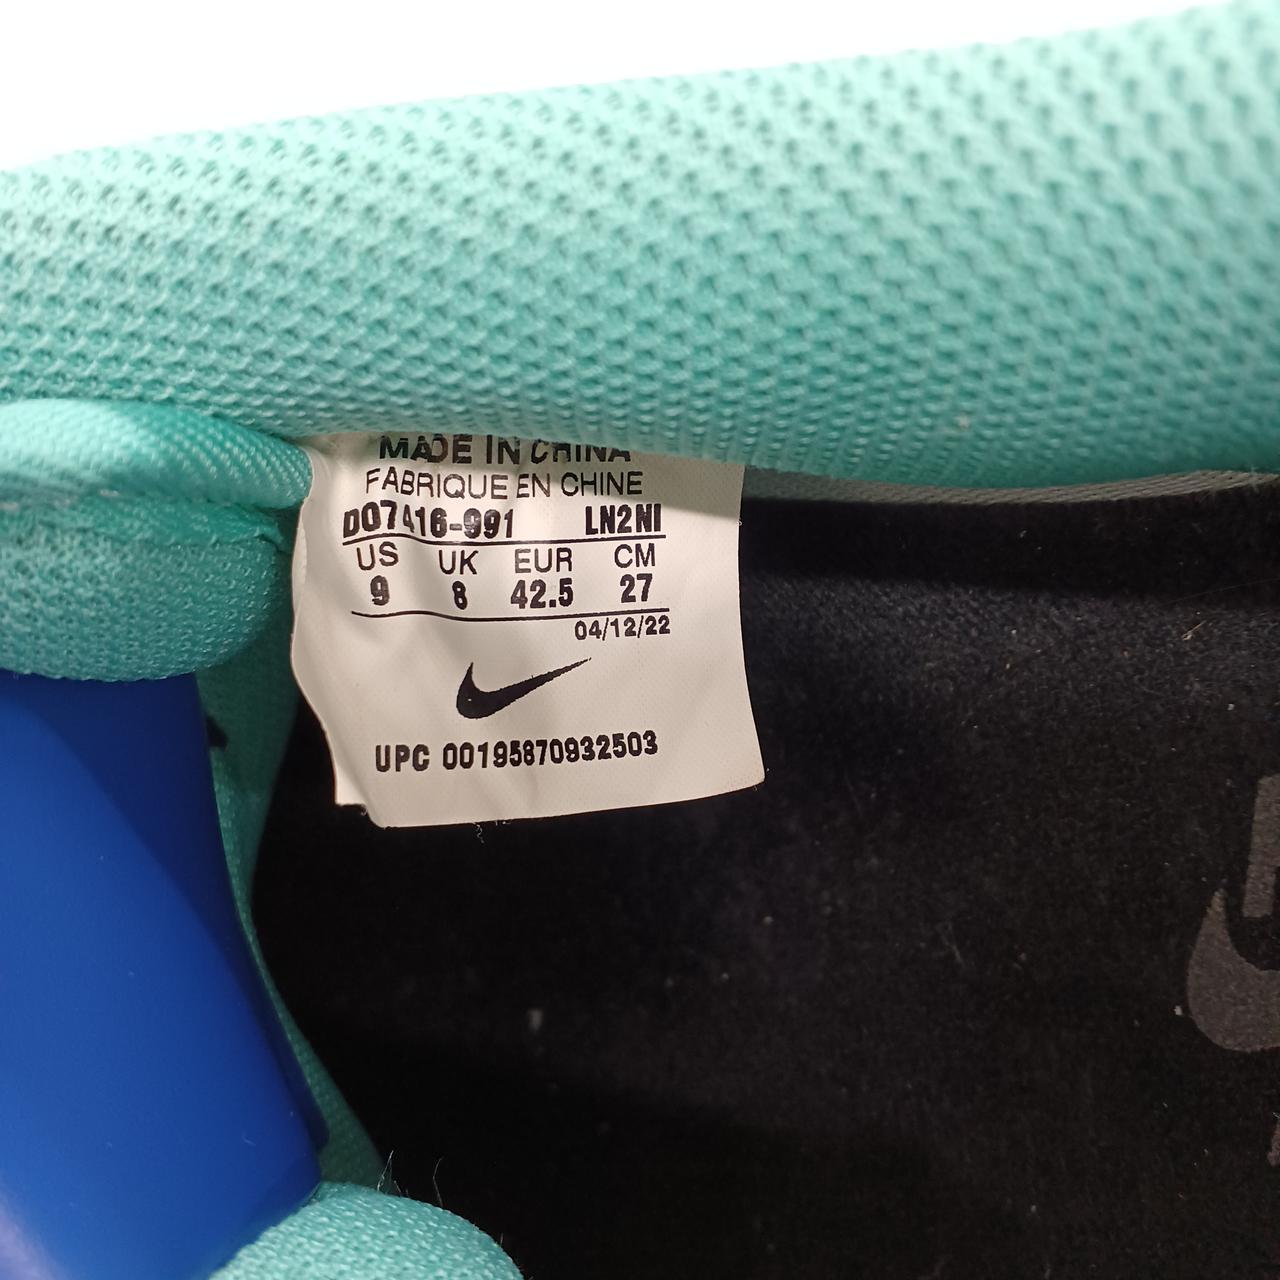 MADE IN CHINA
FABRIQUE EN CHINE
DO7416-991 LN2NI
US UK EUR CM
9 8 42.5 27
04/12/22
UPC 00195870932503